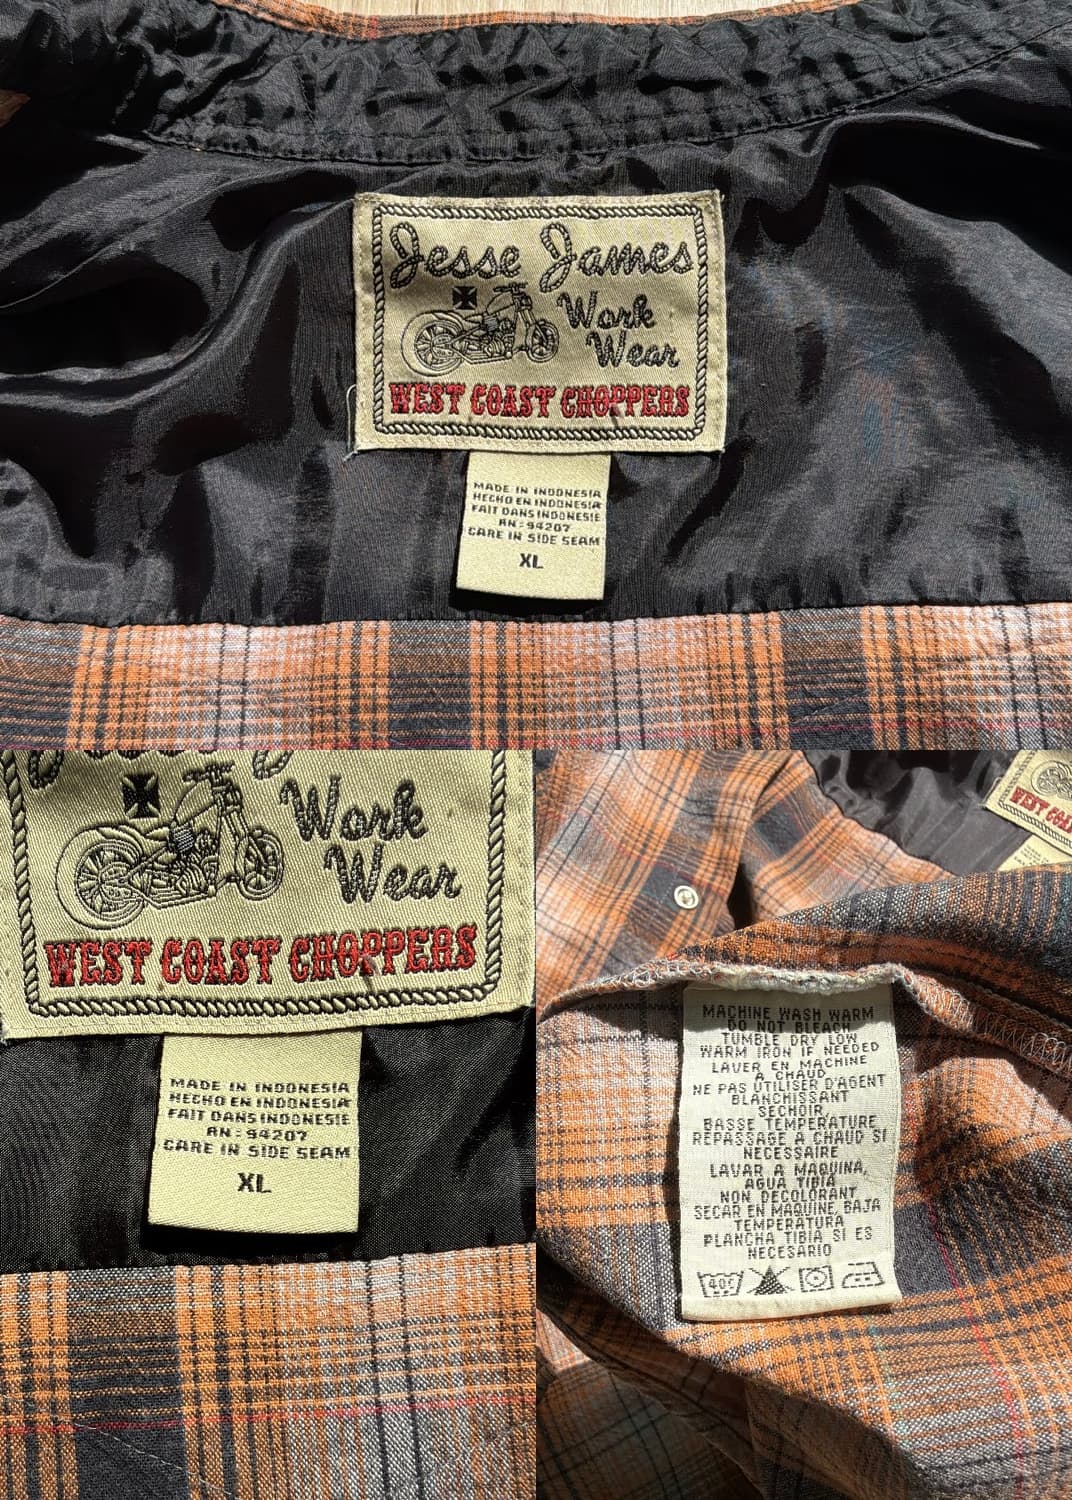 Jesse James
Work
Wear
WEST COAST CHOPPERS
MADE IN INDONESIA
HECHO EN INDONESIA
FAIT DANS INDONESIE
RN: 94207
CARE IN SIDE SEAM
XL
Work
Wear
WEST COAST CHOPPERS
MADE IN INDONESIA
HECHO EN INDONESIA
FAIT DANS INDONESIE
RN: 94207
CARE IN SIDE SEAM
XL
WEST
MACHINE WASH WARM
DO NOT BLEACH
TUMBLE DRY LOW
WARM IRON IF NEEDED
LAVER EN MACHINE
A CHAUD
NE PAS UTILISER D'AGENT
BLANCHISSANT
SECHOIR,
BASSE TEMPERATURE
REPASSAGE A CHAUD SI
NECESSAIRE
LAVAR A MAQUINA,
AGUA TIBIA
NON DECOLORANT
SECAR EN MAQUINE, BAJA
TEMPERATURA
PLANCHA TIBIA SI ES
NECESARIO
40°